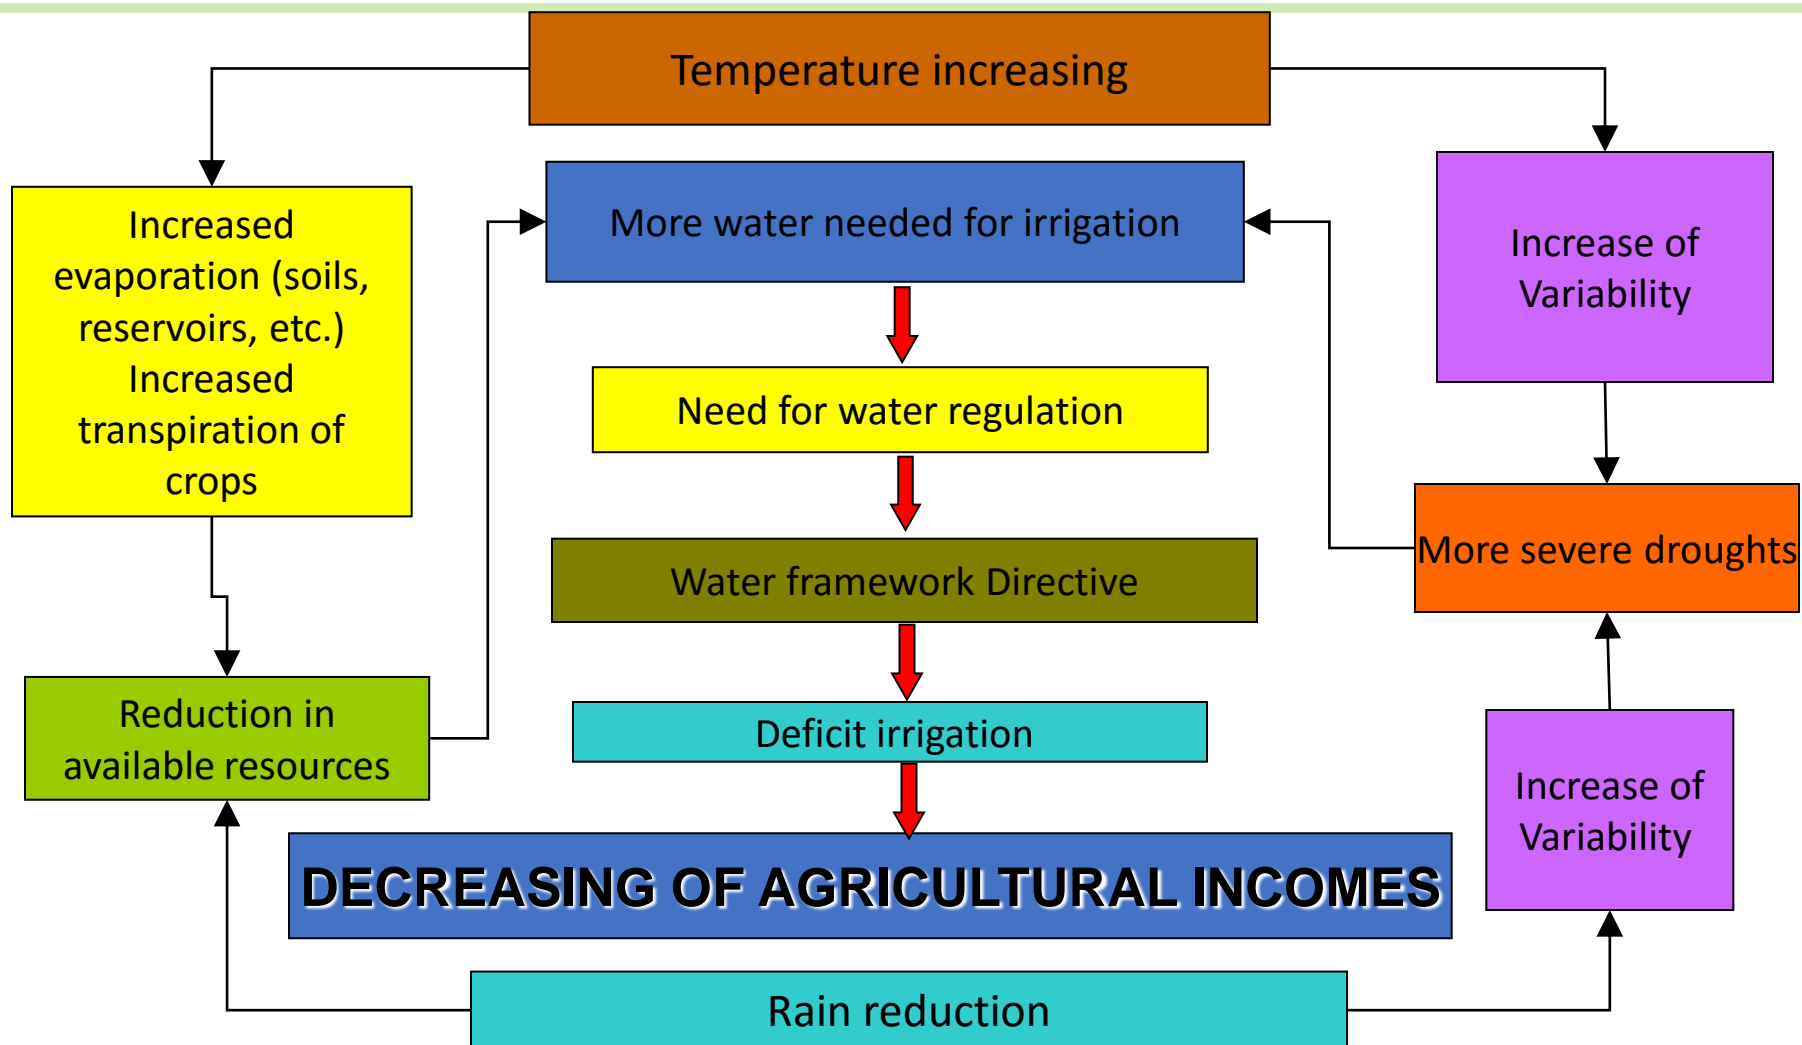 Temperature increasing
More water needed for irrigation
Increased
evaporation (soils,
reservoirs, etc.)
Increased
transpiration of
crops
Increase of
Variability
Need for water regulation
More severe droughts
Water framework Directive
Reduction in
available resources
Deficit irrigation
Increase of
Variability
DECREASING OF AGRICULTURAL INCOMES
Rain reduction